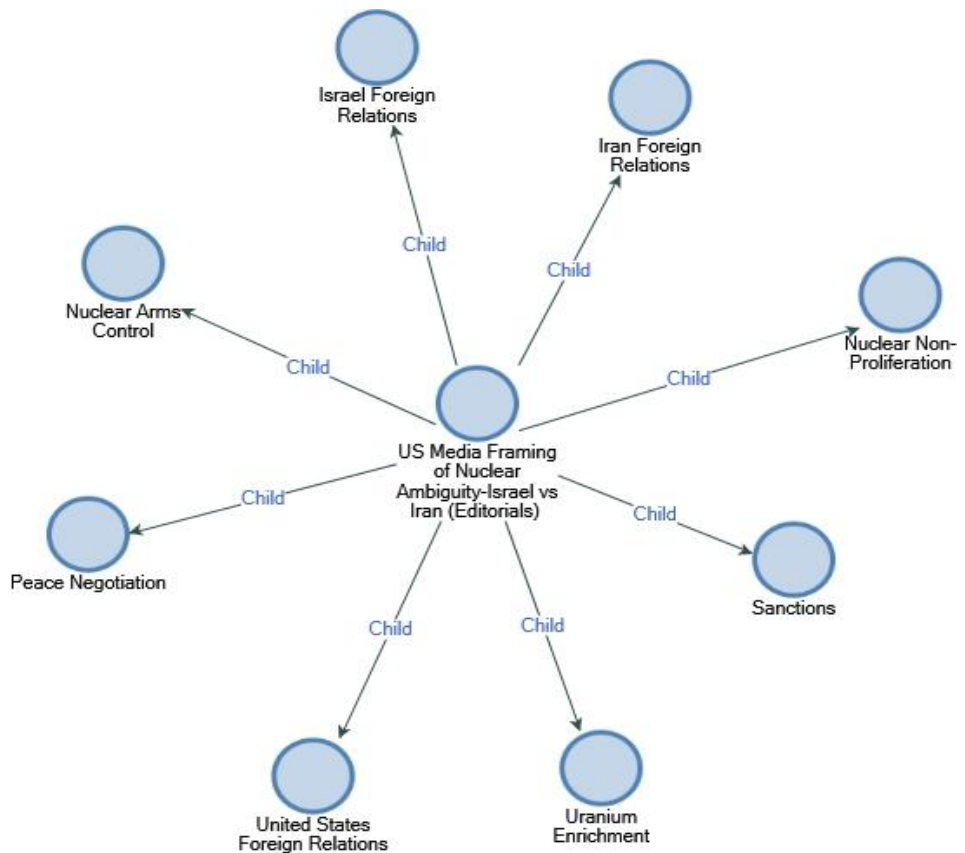 Israel Foreign
Relations
Iran Foreign
Relations
Child
Child
Nuclear Arms
Control
Nuclear Non-
Proliferation
Child
Child
US Media Framing
of Nuclear
Ambiguity-Israel vs
Iran (Editorials)
Child
Child
Peace Negotiation
Sanctions
Child
Child
United States
Foreign Relations
Uranium
Enrichment